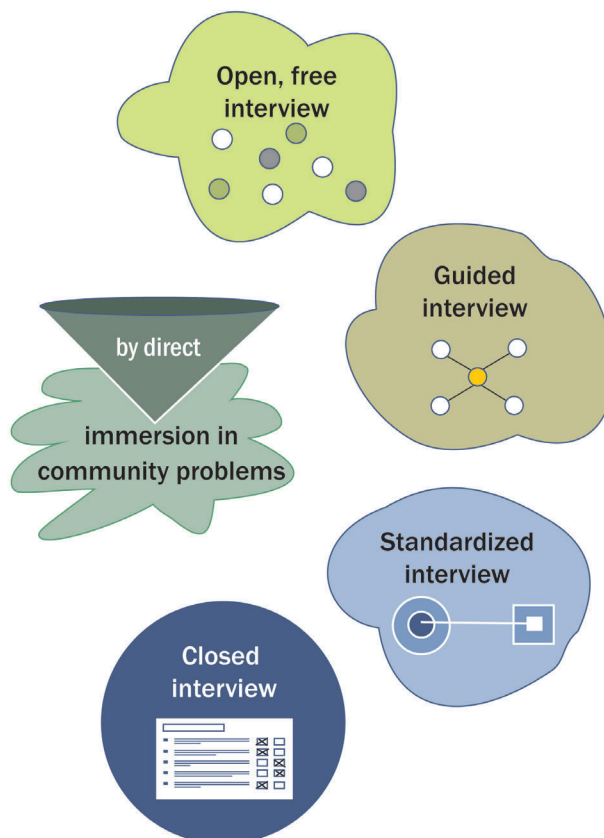 Open, free
interview
Guided
interview
by direct
immersion in
community problems
Standardized
interview
Closed
interview